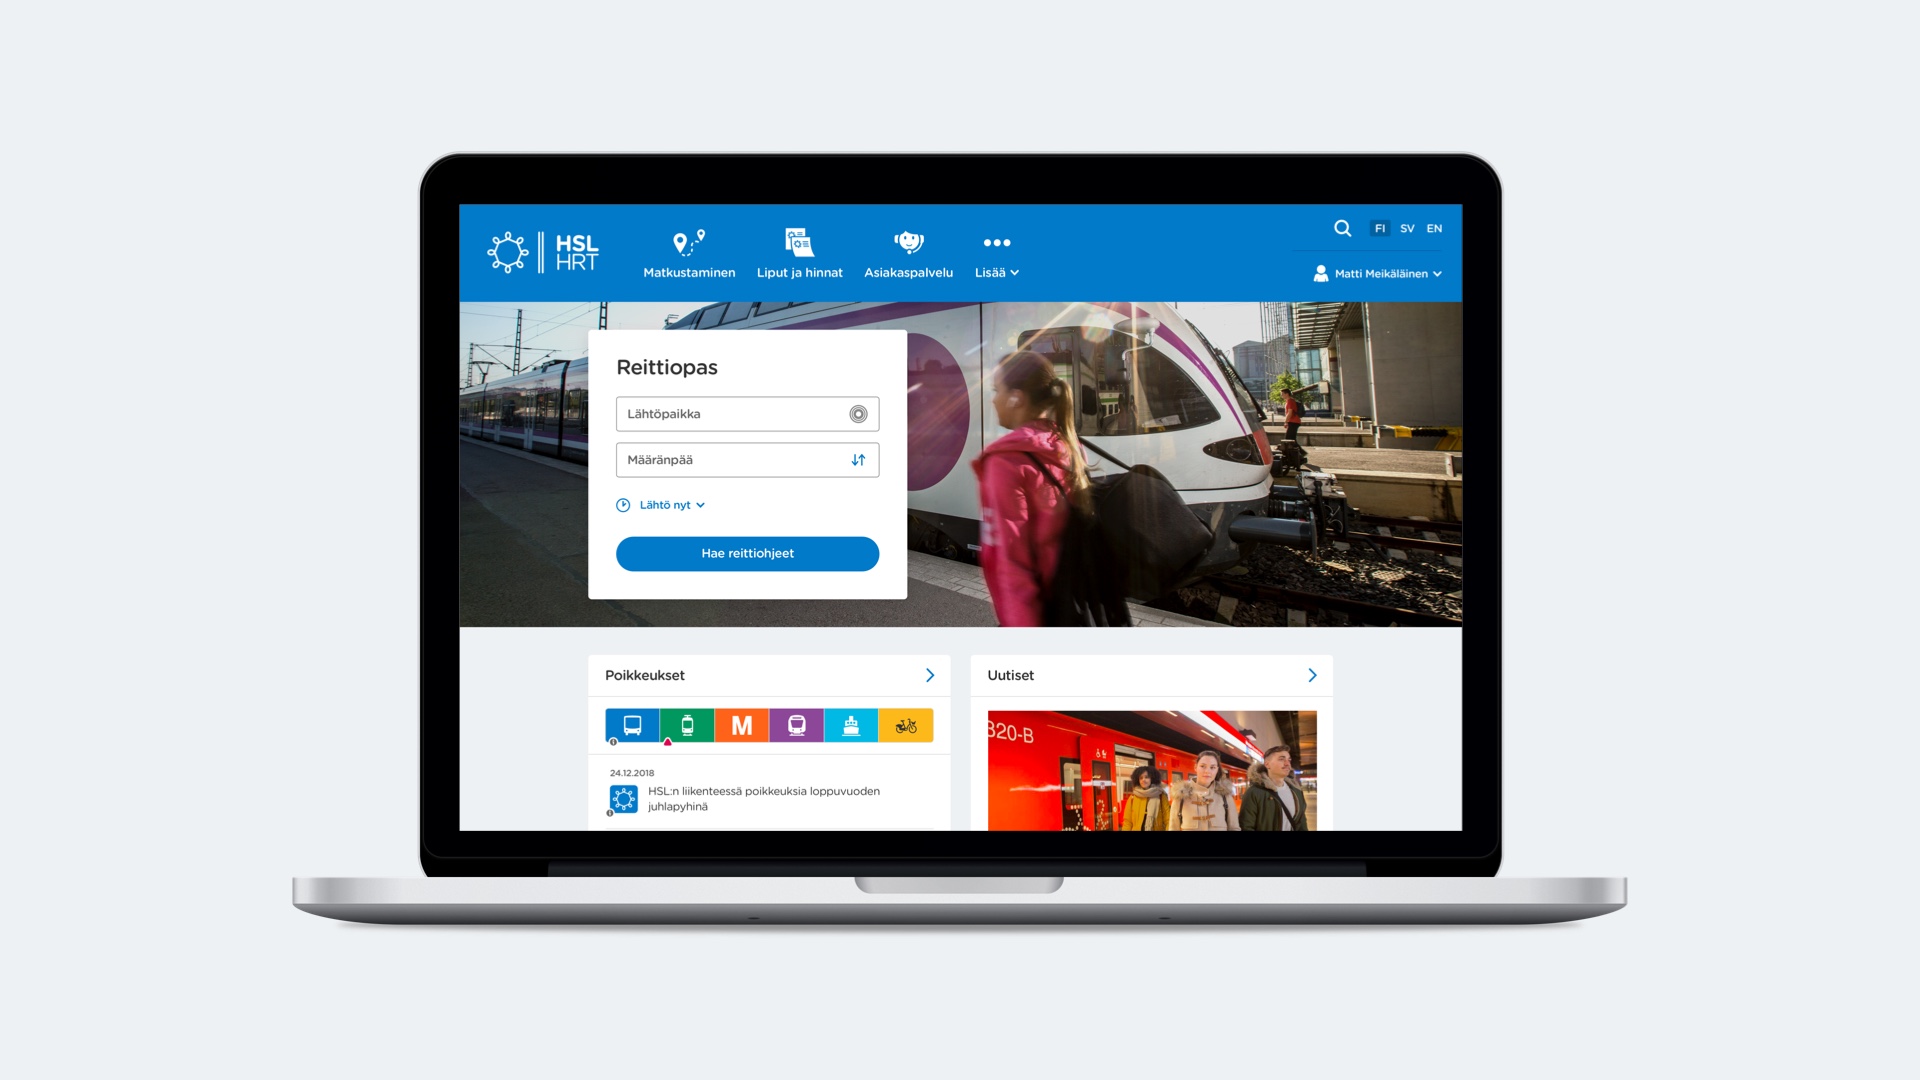 HSL
HRT
Matkustaminen
Liput ja hinnat
Asiakaspalvelu
Lisää
FI SV EN
Matti Meikäläinen
Reittiopas
Lähtöpaikka
Määränpää
Lähtö nyt
Hae reittiohjeet
Poikkeukset
M
24.12.2018
HSL:n liikenteessä poikkeuksia loppuvuoden
juhlapyhinä
Uutiset
320-B